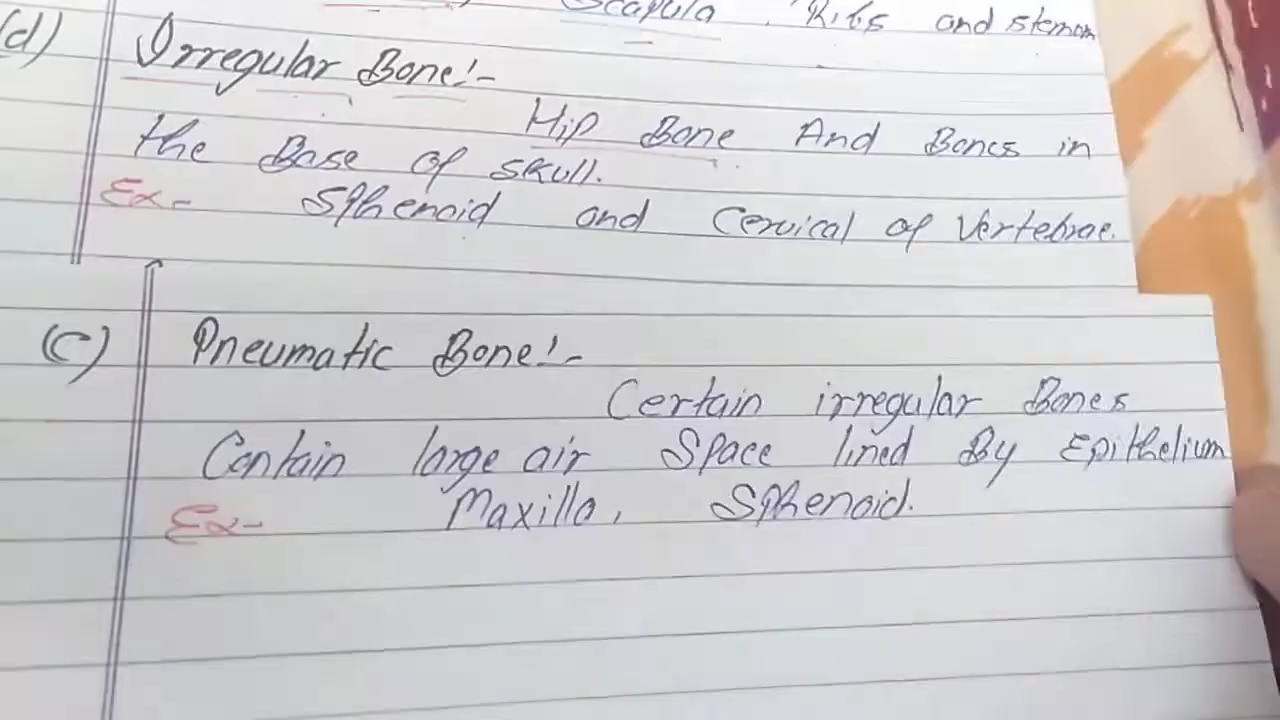 Scapula, Ribs and sternom
(d) Irregular Bone:-
Hip Bone And Bones in
the Base of skull.
Ex- Sphenoid and Cervical of Vertebrae.
(C) Pneumatic Bone:-
Certain irregular Bones
Contain large air Space lined By Epithelium
Ex- Maxilla, Sphenoid.